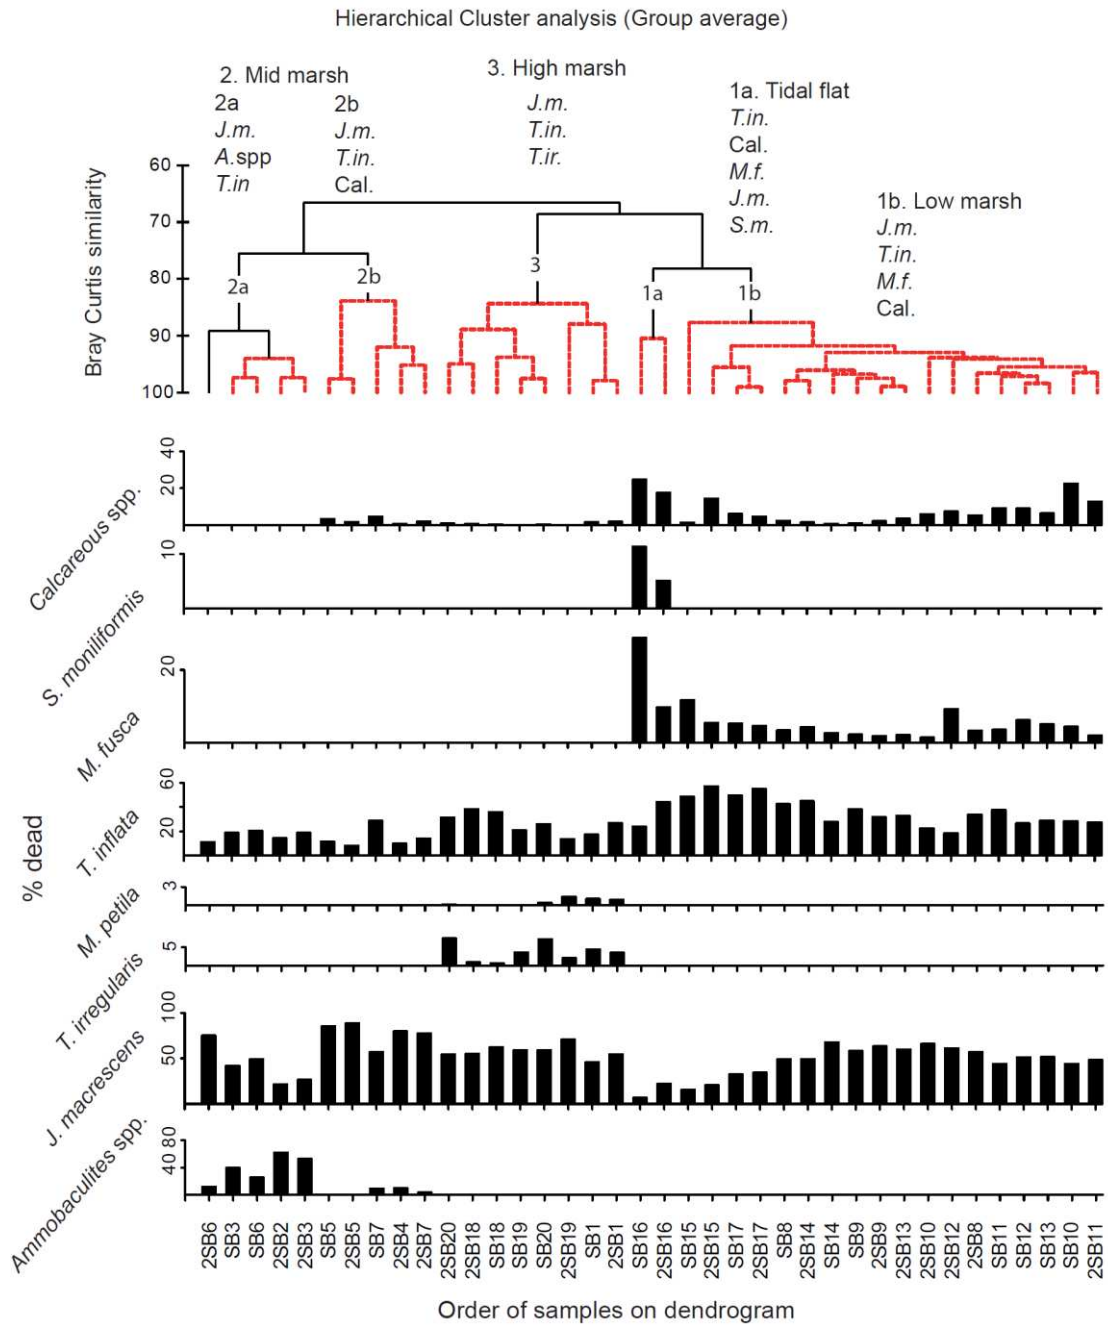 Hierarchical Cluster analysis (Group average)
2. Mid marsh
2a
J.m.
A.spp
T.in
2b
J.m.
T.in.
Cal.
3. High marsh
J.m.
T.in.
T.ir.
1a. Tidal flat
T.in.
Cal.
M.f.
J.m.
S.m.
1b. Low marsh
J.m.
T.in.
M.f.
Cal.
Bray Curtis similarity
60
70
80
90
100
2a
2b
3
1a
1b
% dead
Calcareous spp.
40
20
S. moniliformis
10
M. fusca
20
T. inflata
60
20
M. petila
3
T. irregularis
5
J. macrescens
100
50
Ammobaculites spp.
80
40
2SB6
SB3
SB6
2SB2
2SB3
SB5
2SB5
SB7
2SB4
2SB7
2SB20
2SB18
SB18
SB19
SB20
2SB19
SB1
2SB1
SB16
2SB16
SB15
2SB15
SB17
2SB17
SB8
2SB14
SB14
SB9
2SB9
2SB13
2SB10
2SB12
2SB8
SB11
SB12
SB13
SB10
2SB11
Order of samples on dendrogram